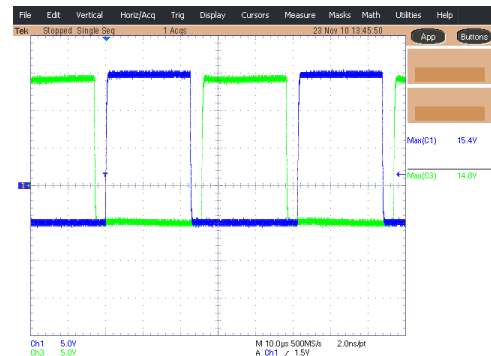 File Edit Vertical Horiz/Acq Trig Display Cursors Measure Masks Math Utilities Help
Tek Stopped Single Seq 1 Acqs 23 Nov 10 13:45:50
App Buttons
Max(C1) 15.4V
Max(C3) 14.8V
Ch1 5.0V M 10.0µs 500MS/s 2.0ns/pt
Ch3 5.0V A Ch1 ╱ 1.5V